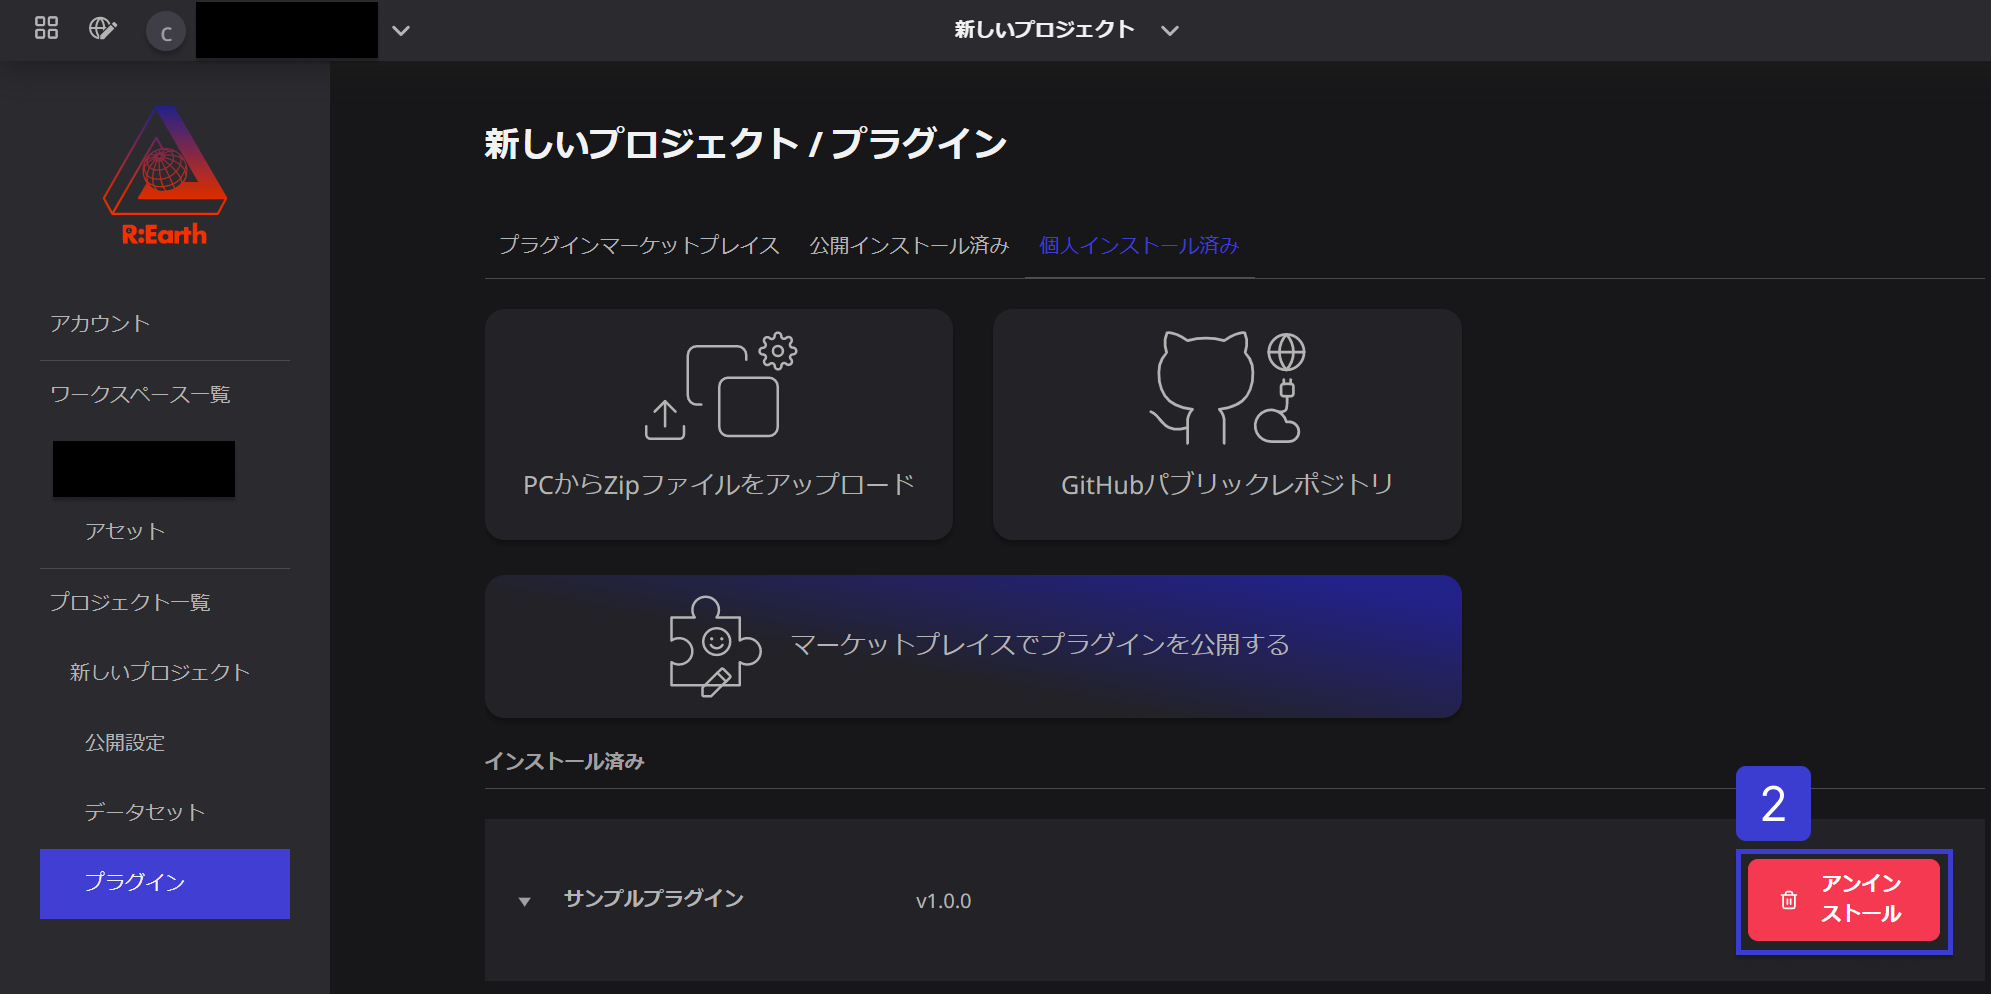 C
新しいプロジェクト
R:Earth
アカウント
ワークスペース一覧
アセット
プロジェクト一覧
新しいプロジェクト
公開設定
データセット
プラグイン
新しいプロジェクト / プラグイン
プラグインマーケットプレイス 公開インストール済み 個人インストール済み
PCからZipファイルをアップロード
GitHubパブリックレポジトリ
マーケットプレイスでプラグインを公開する
インストール済み
2
サンプルプラグイン v1.0.0
アンイン
ストール